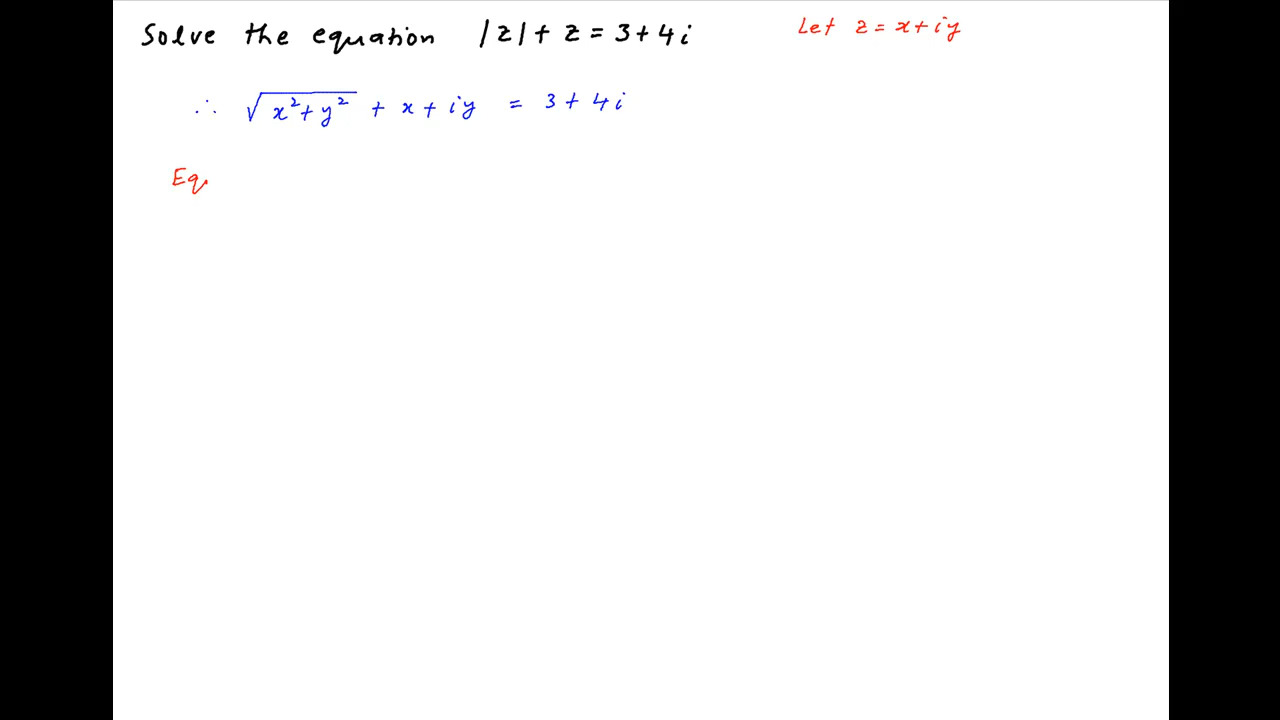 Solve the equation |z| + z = 3 + 4i
Let z = x + iy
∴ √(x² + y²) + x + iy = 3 + 4i
Eq